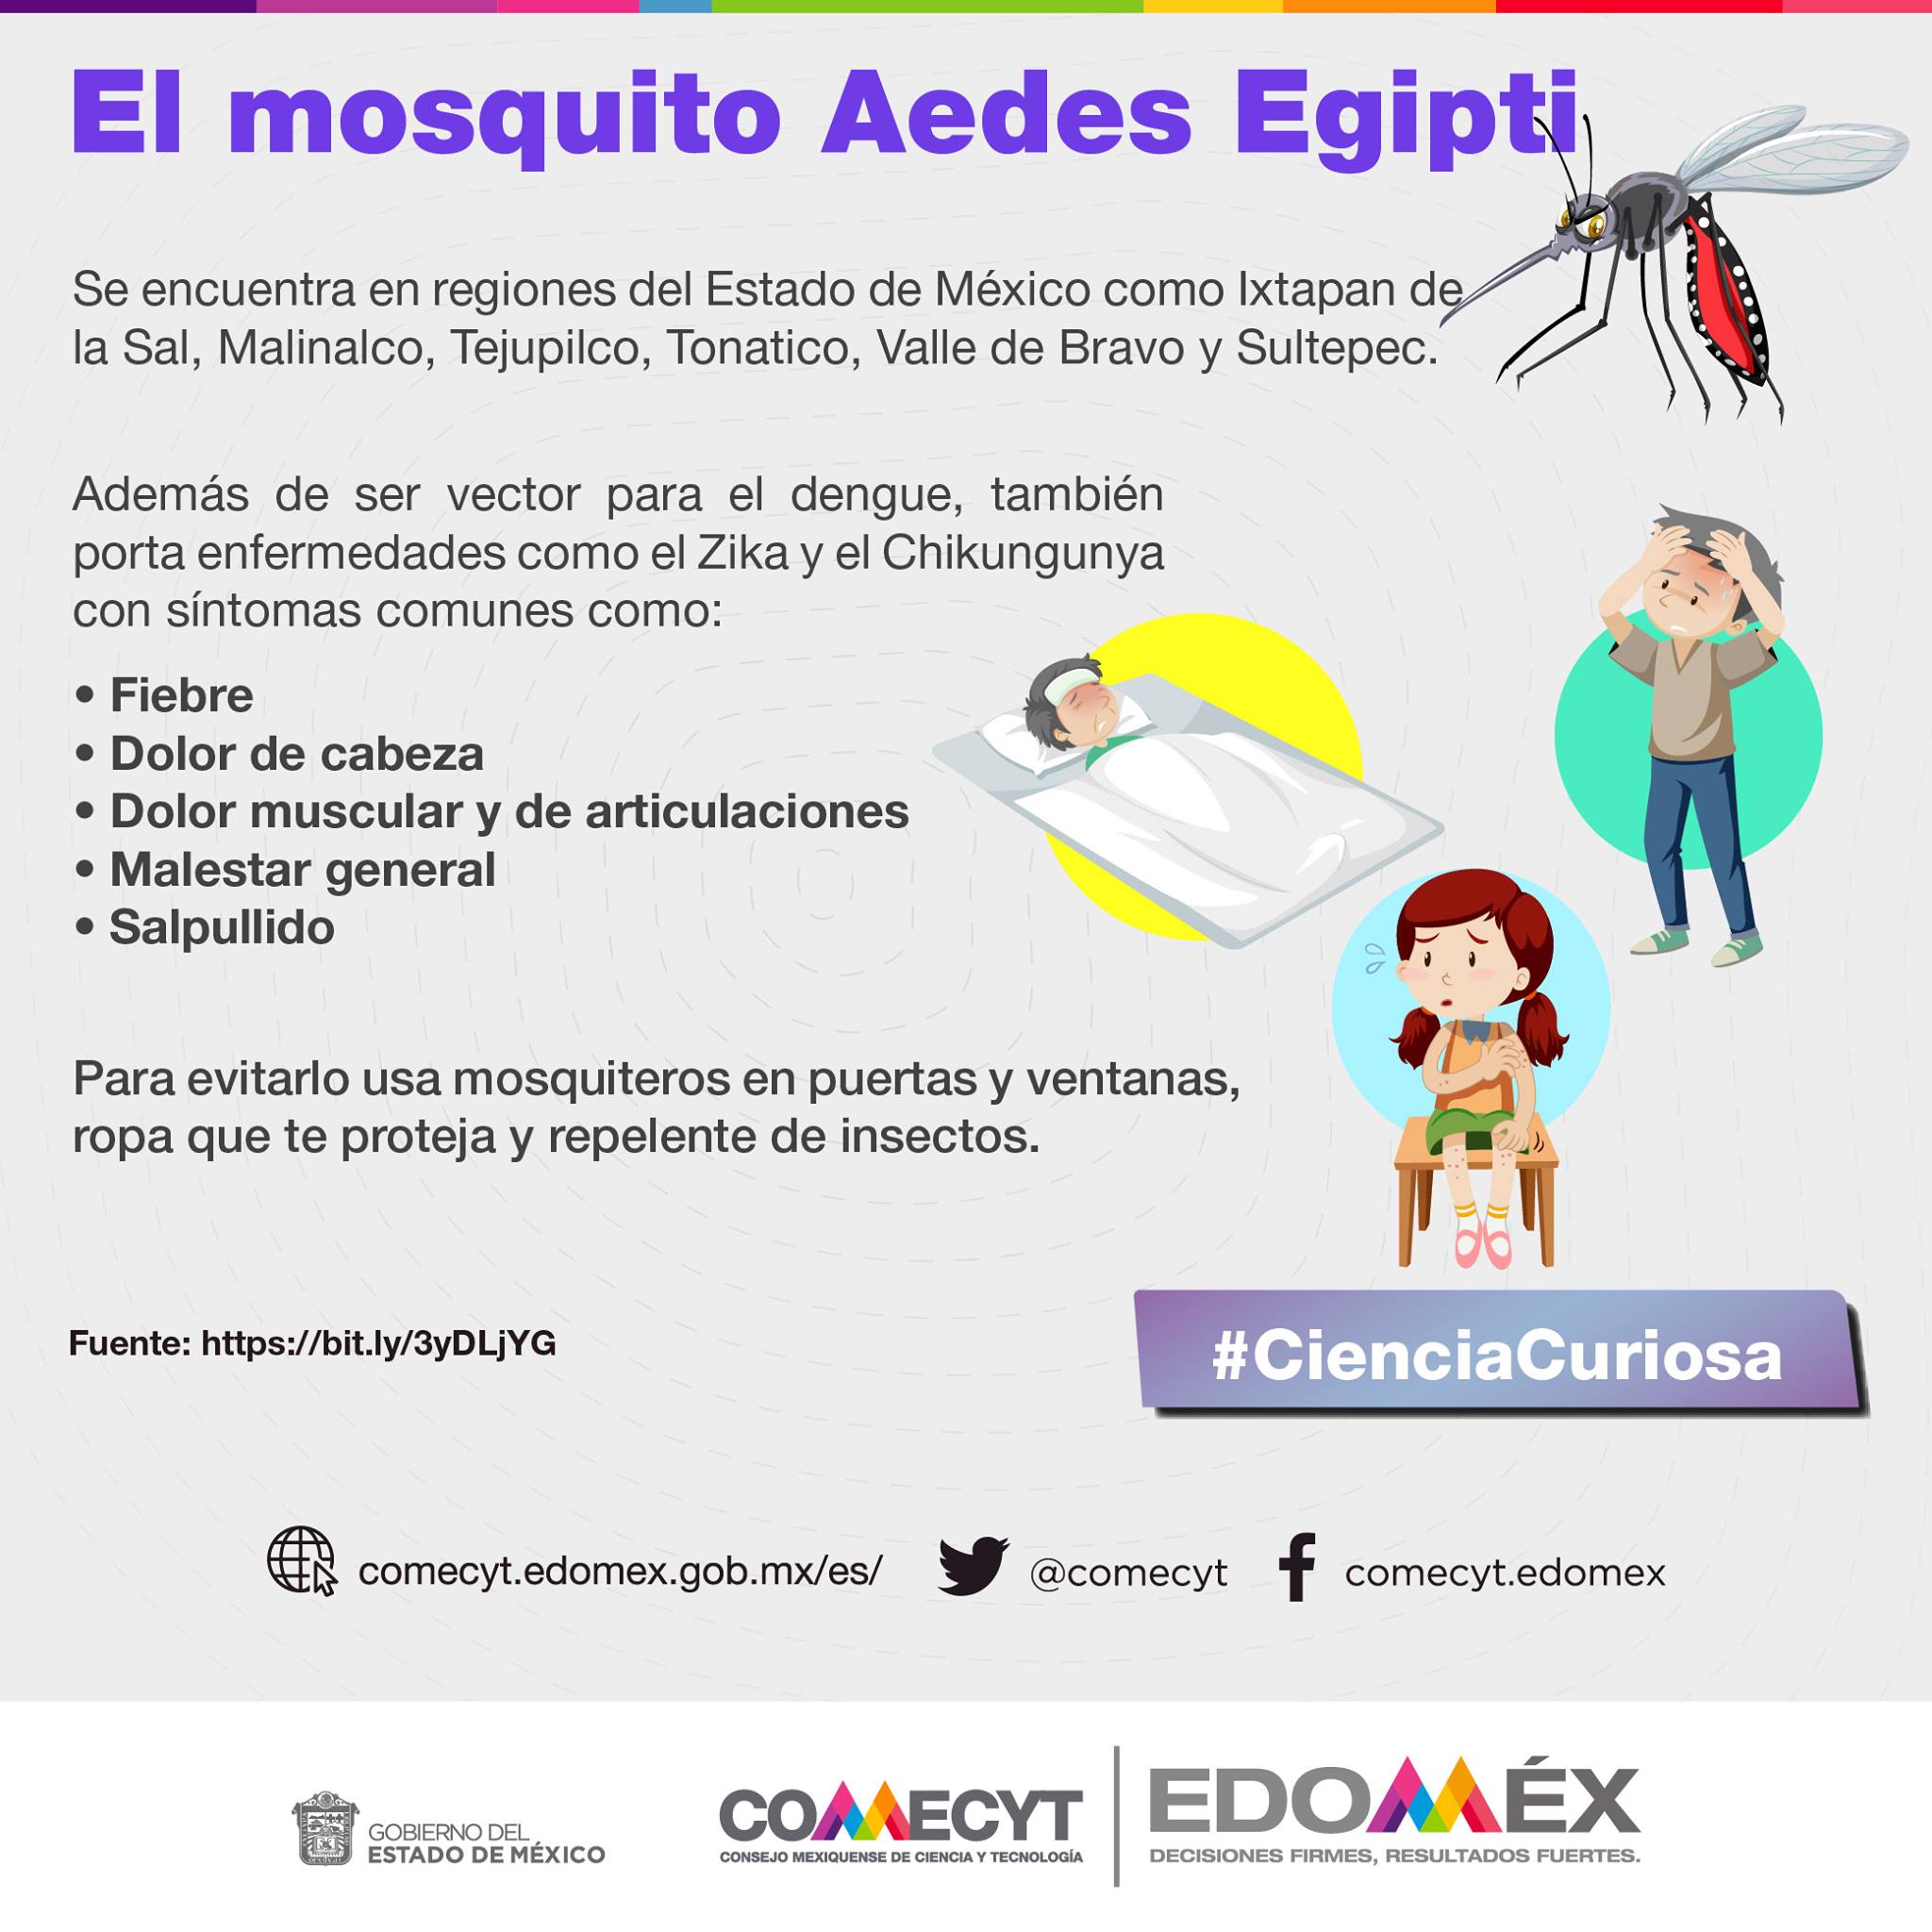 El mosquito Aedes Egipti
Se encuentra en regiones del Estado de México como Ixtapan de
la Sal, Malinalco, Tejupilco, Tonatico, Valle de Bravo y Sultepec.
Además de ser vector para el dengue, también
porta enfermedades como el Zika y el Chikungunya
con síntomas comunes como:
• Fiebre
• Dolor de cabeza
• Dolor muscular y de articulaciones
• Malestar general
• Salpullido
Para evitarlo usa mosquiteros en puertas y ventanas,
ropa que te proteja y repelente de insectos.
Fuente: https://bit.ly/3yDLjYG
#CienciaCuriosa
comecyt.edomex.gob.mx/es/ @comecyt comecyt.edomex
GOBIERNO DEL
ESTADO DE MÉXICO
COMECYT
CONSEJO MEXIQUENSE DE CIENCIA Y TECNOLOGÍA
EDOMÉX
DECISIONES FIRMES, RESULTADOS FUERTES.